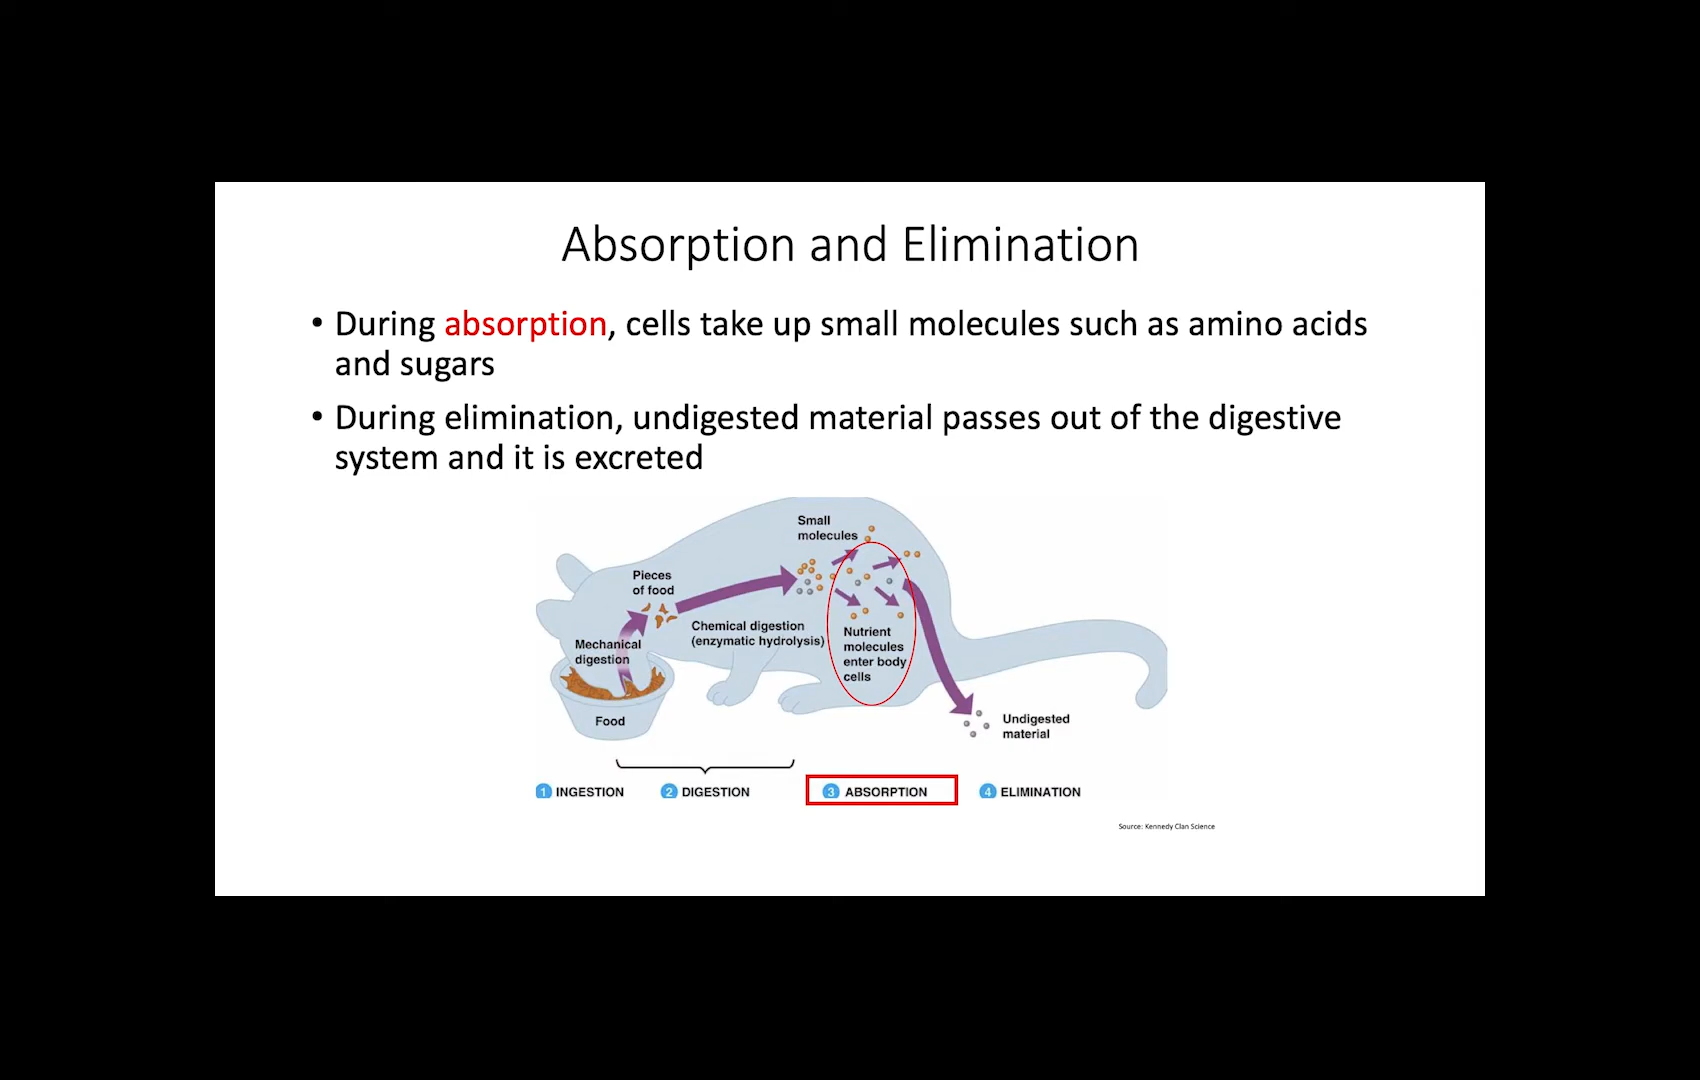 Absorption and Elimination
• During absorption, cells take up small molecules such as amino acids
and sugars
• During elimination, undigested material passes out of the digestive
system and it is excreted
Small
molecules
Pieces
of food
Chemical digestion
(enzymatic hydrolysis)
Mechanical
digestion
Nutrient
molecules
enter body
cells
Food
Undigested
material
1 INGESTION
2 DIGESTION
3 ABSORPTION
4 ELIMINATION
Source: Kennedy Clan Science